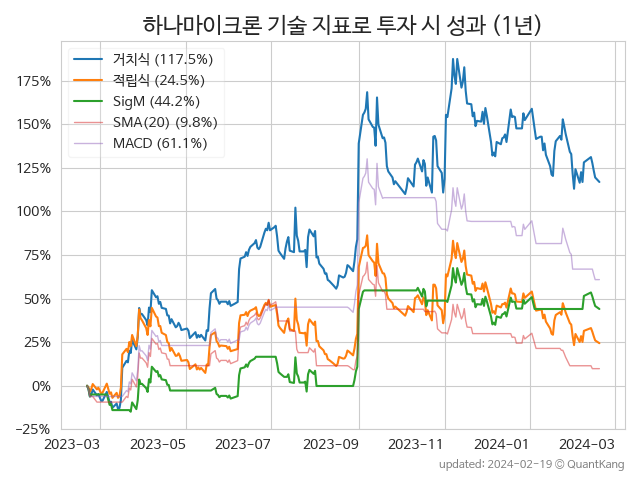 하나마이크론 기술 지표로 투자 시 성과 (1년)
거치식 (117.5%)
적립식 (24.5%)
SigM (44.2%)
SMA(20) (9.8%)
MACD (61.1%)
175%
150%
125%
100%
75%
50%
25%
0%
−25%
2023-03 2023-05 2023-07 2023-09 2023-11 2024-01 2024-03
updated: 2024-02-19 © QuantKang